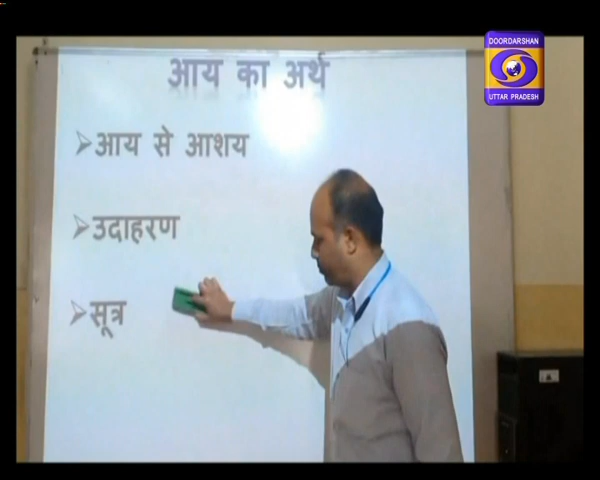 DOORDARSHAN
UTTAR PRADESH
आय का अर्थ
आय से आशय
उदाहरण
सूत्र